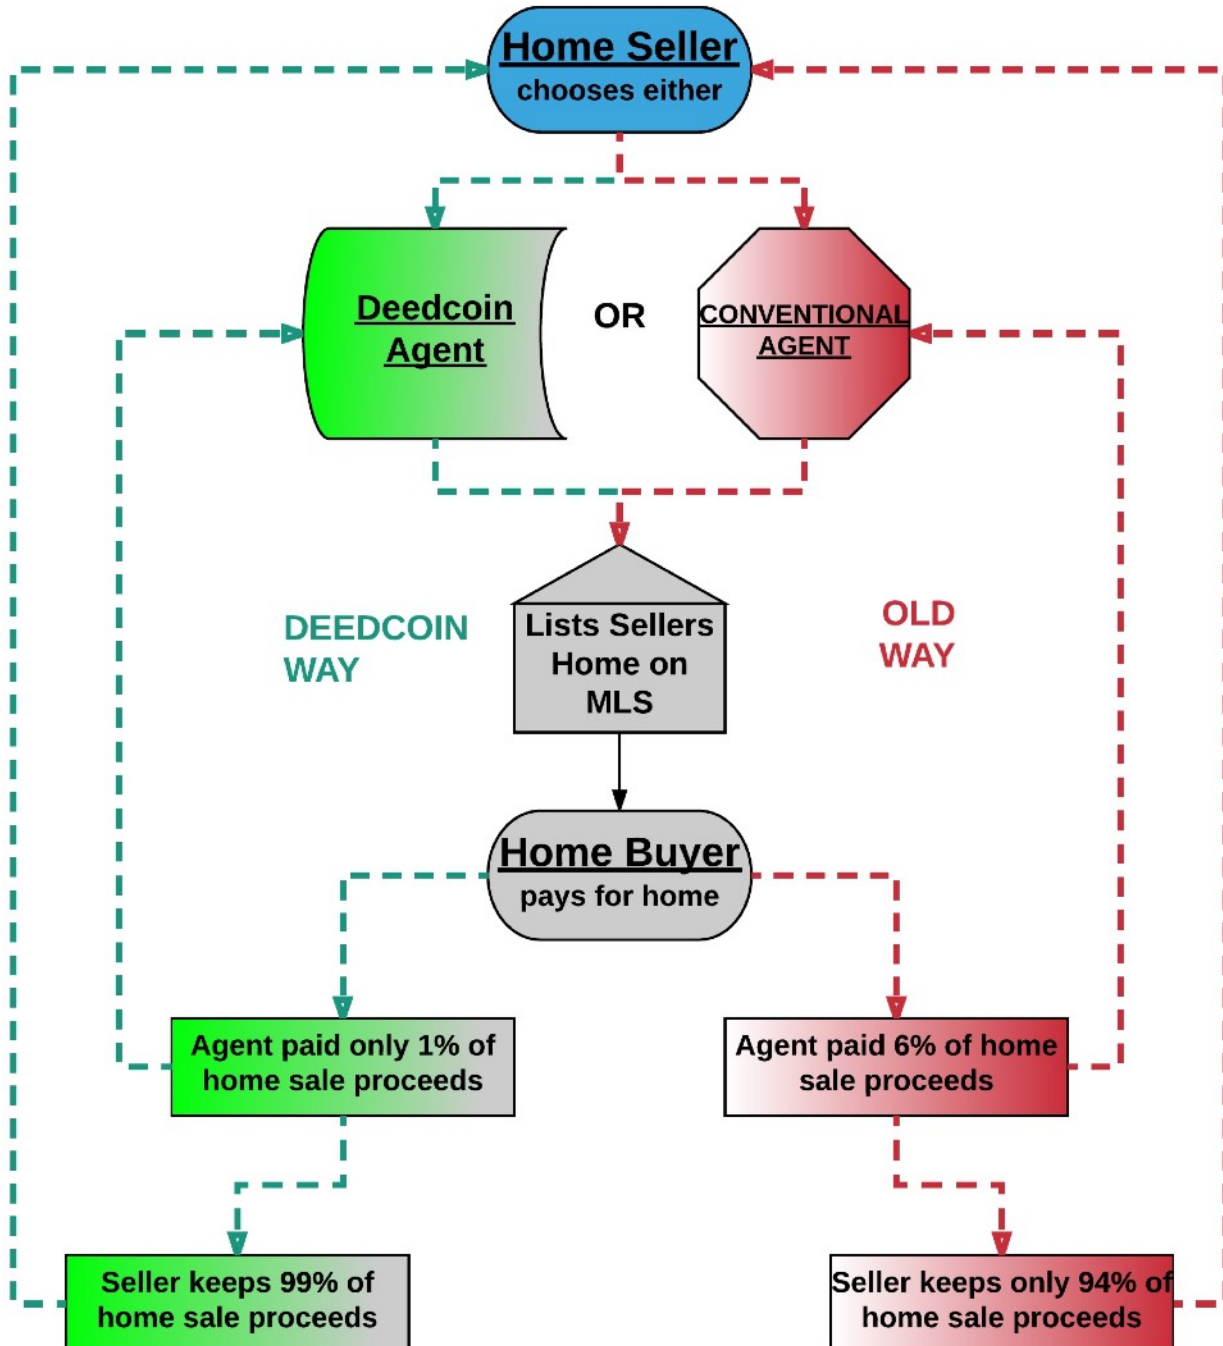 Home Seller
chooses either
Deedcoin
Agent
OR
CONVENTIONAL
AGENT
DEEDCOIN
WAY
Lists Sellers
Home on
MLS
OLD
WAY
Home Buyer
pays for home
Agent paid only 1% of
home sale proceeds
Agent paid 6% of home
sale proceeds
Seller keeps 99% of
home sale proceeds
Seller keeps only 94% of
home sale proceeds